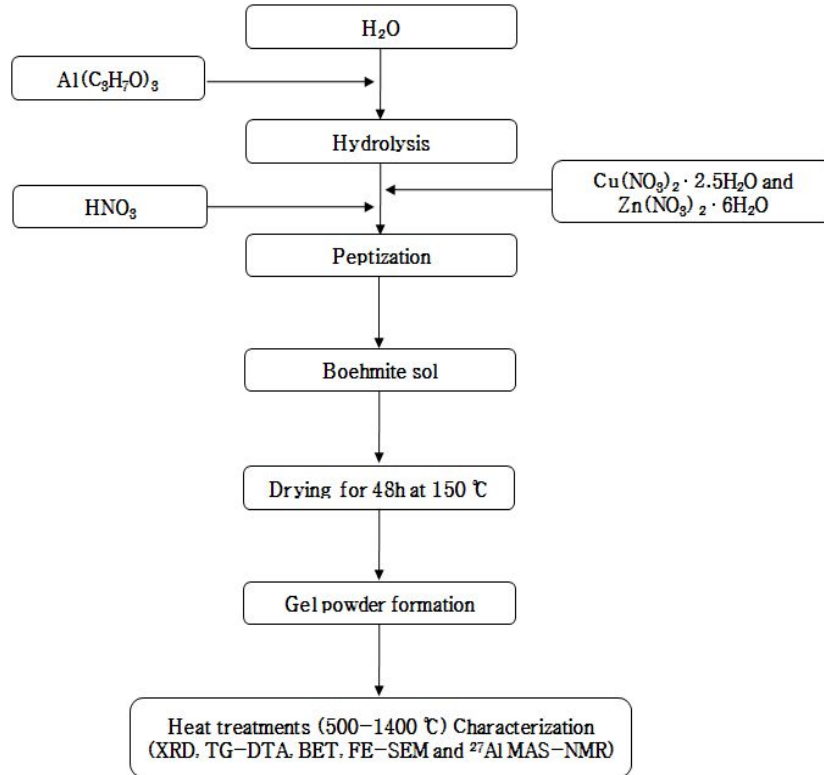 H₂O
Al(C₃H₇O)₃
Hydrolysis
Cu(NO₃)₂· 2.5H₂O and
Zn(NO₃)₂· 6H₂O
HNO₃
Peptization
Boehmite sol
Drying for 48h at 150 ℃
Gel powder formation
Heat treatments (500-1400 ℃) Characterization
(XRD, TG-DTA, BET, FE-SEM and ²⁷Al MAS-NMR)